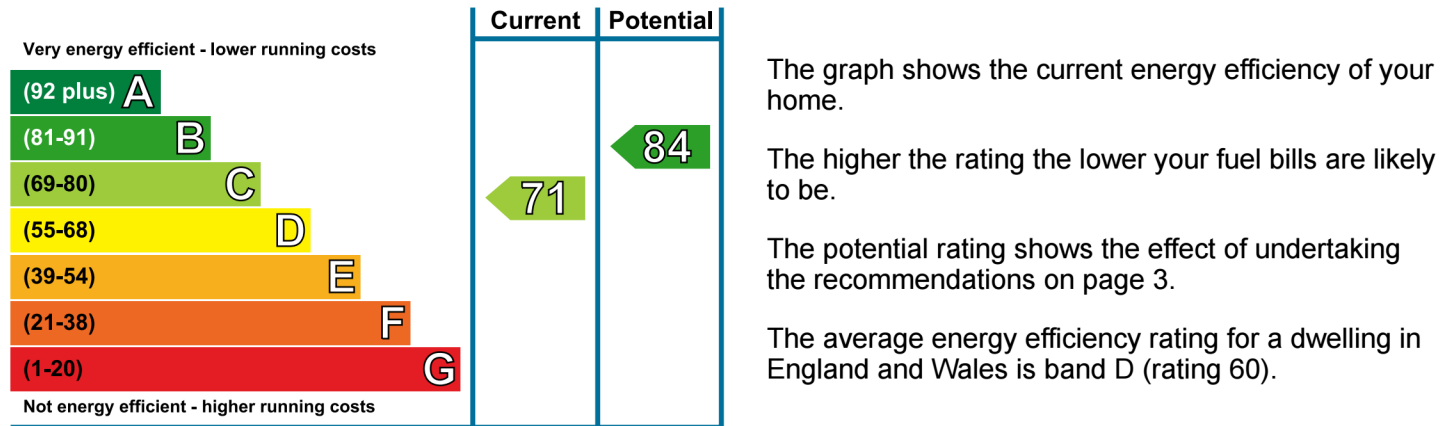 Current Potential
Very energy efficient - lower running costs
(92 plus) A
(81-91) B
84
(69-80) C
71
(55-68) D
(39-54) E
(21-38) F
(1-20) G
Not energy efficient - higher running costs
The graph shows the current energy efficiency of your
home.
The higher the rating the lower your fuel bills are likely
to be.
The potential rating shows the effect of undertaking
the recommendations on page 3.
The average energy efficiency rating for a dwelling in
England and Wales is band D (rating 60).